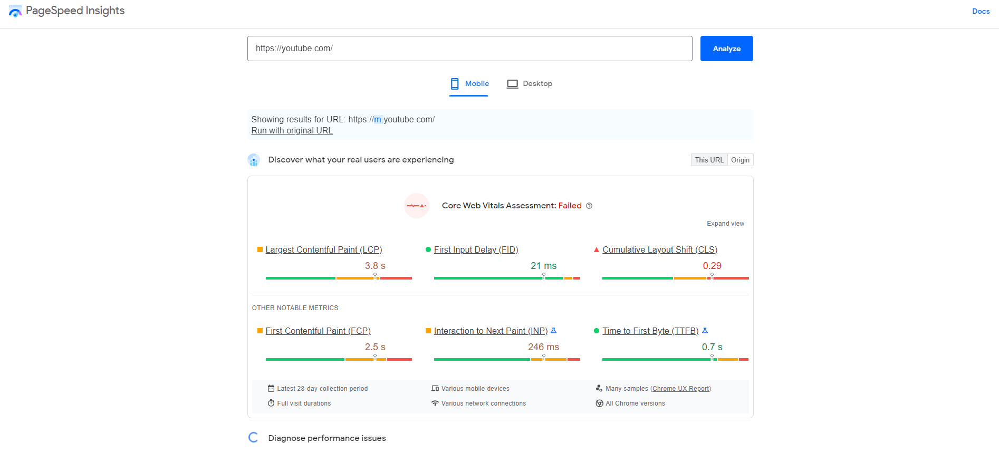 PageSpeed Insights
Docs
https://youtube.com/
Analyze
Mobile
Desktop
Showing results for URL: https://m.youtube.com/
Run with original URL
Discover what your real users are experiencing
This URL
Origin
Core Web Vitals Assessment: Failed
Expand view
Largest Contentful Paint (LCP)
3.8 s
First Input Delay (FID)
21 ms
Cumulative Layout Shift (CLS)
0.29
OTHER NOTABLE METRICS
First Contentful Paint (FCP)
2.5 s
Interaction to Next Paint (INP)
246 ms
Time to First Byte (TTFB)
0.7 s
Latest 28-day collection period
Various mobile devices
Many samples (Chrome UX Report)
Full visit durations
Various network connections
All Chrome versions
Diagnose performance issues